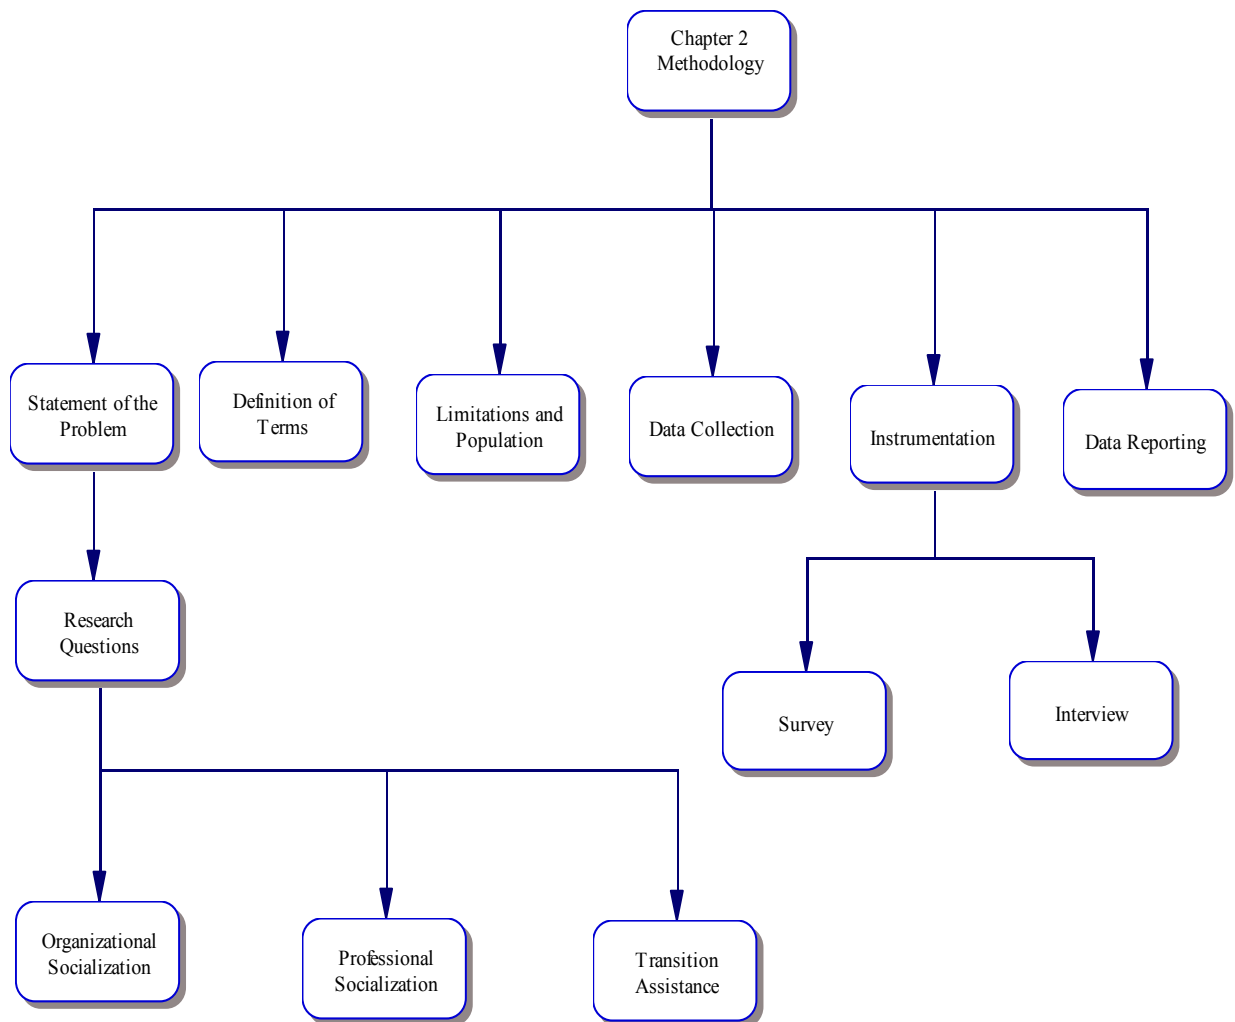 Chapter 2
Methodology
Statement of the
Problem
Definition of
Terms
Limitations and
Population
Data Collection
Instrumentation
Data Reporting
Research
Questions
Survey
Interview
Organizational
Socialization
Professional
Socialization
Transition
Assistance